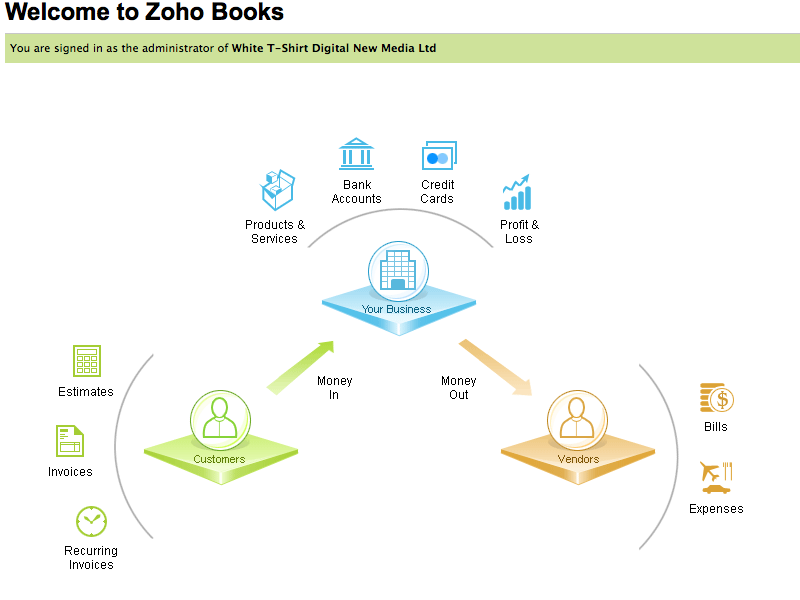 Welcome to Zoho Books
You are signed in as the administrator of White T-Shirt Digital New Media Ltd
Bank
Accounts
Credit
Cards
Products &
Services
Profit &
Loss
Your Business
Money
In
Money
Out
Estimates
Invoices
Recurring
Invoices
Customers
Vendors
$
Bills
Expenses